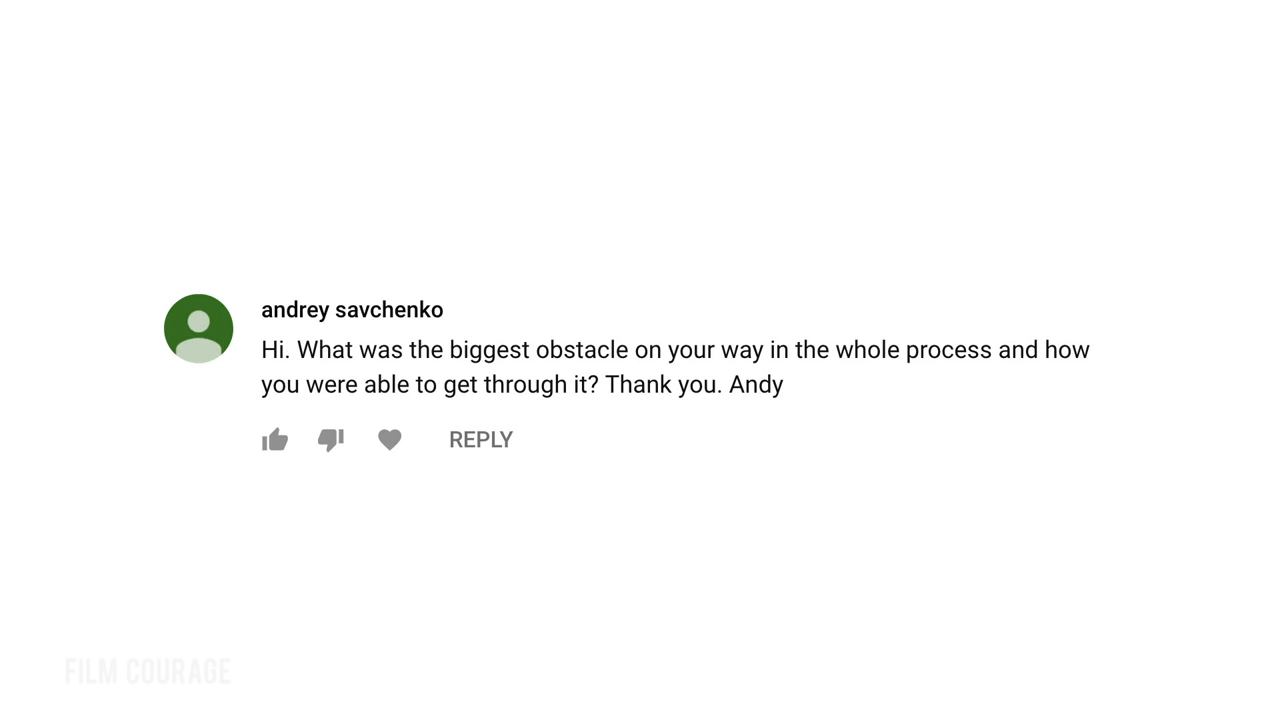 andrey savchenko
Hi. What was the biggest obstacle on your way in the whole process and how
you were able to get through it? Thank you. Andy
REPLY
FILM COURAGE